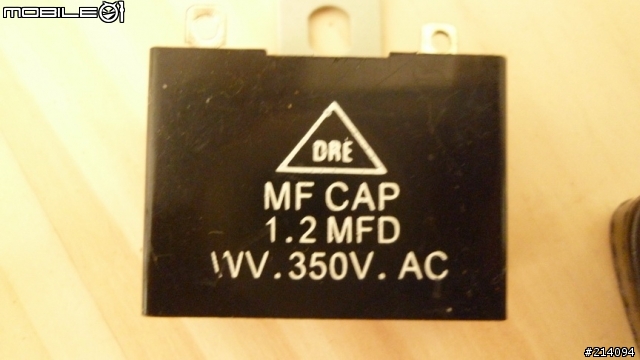 MOBILE01
DRE
MF CAP
1.2 MFD
WV.350V. AC
#214094